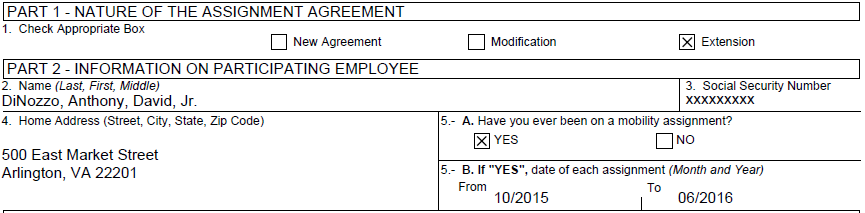 PART 1 - NATURE OF THE ASSIGNMENT AGREEMENT
1. Check Appropriate Box
New Agreement Modification Extension
PART 2 - INFORMATION ON PARTICIPATING EMPLOYEE
2. Name (Last, First, Middle)
DiNozzo, Anthony, David, Jr.
3. Social Security Number
xxxxxxxxx
4. Home Address (Street, City, State, Zip Code)
500 East Market Street
Arlington, VA 22201
5.- A. Have you ever been on a mobility assignment?
YES NO
5.- B. If "YES", date of each assignment (Month and Year)
From To
10/2015 06/2016